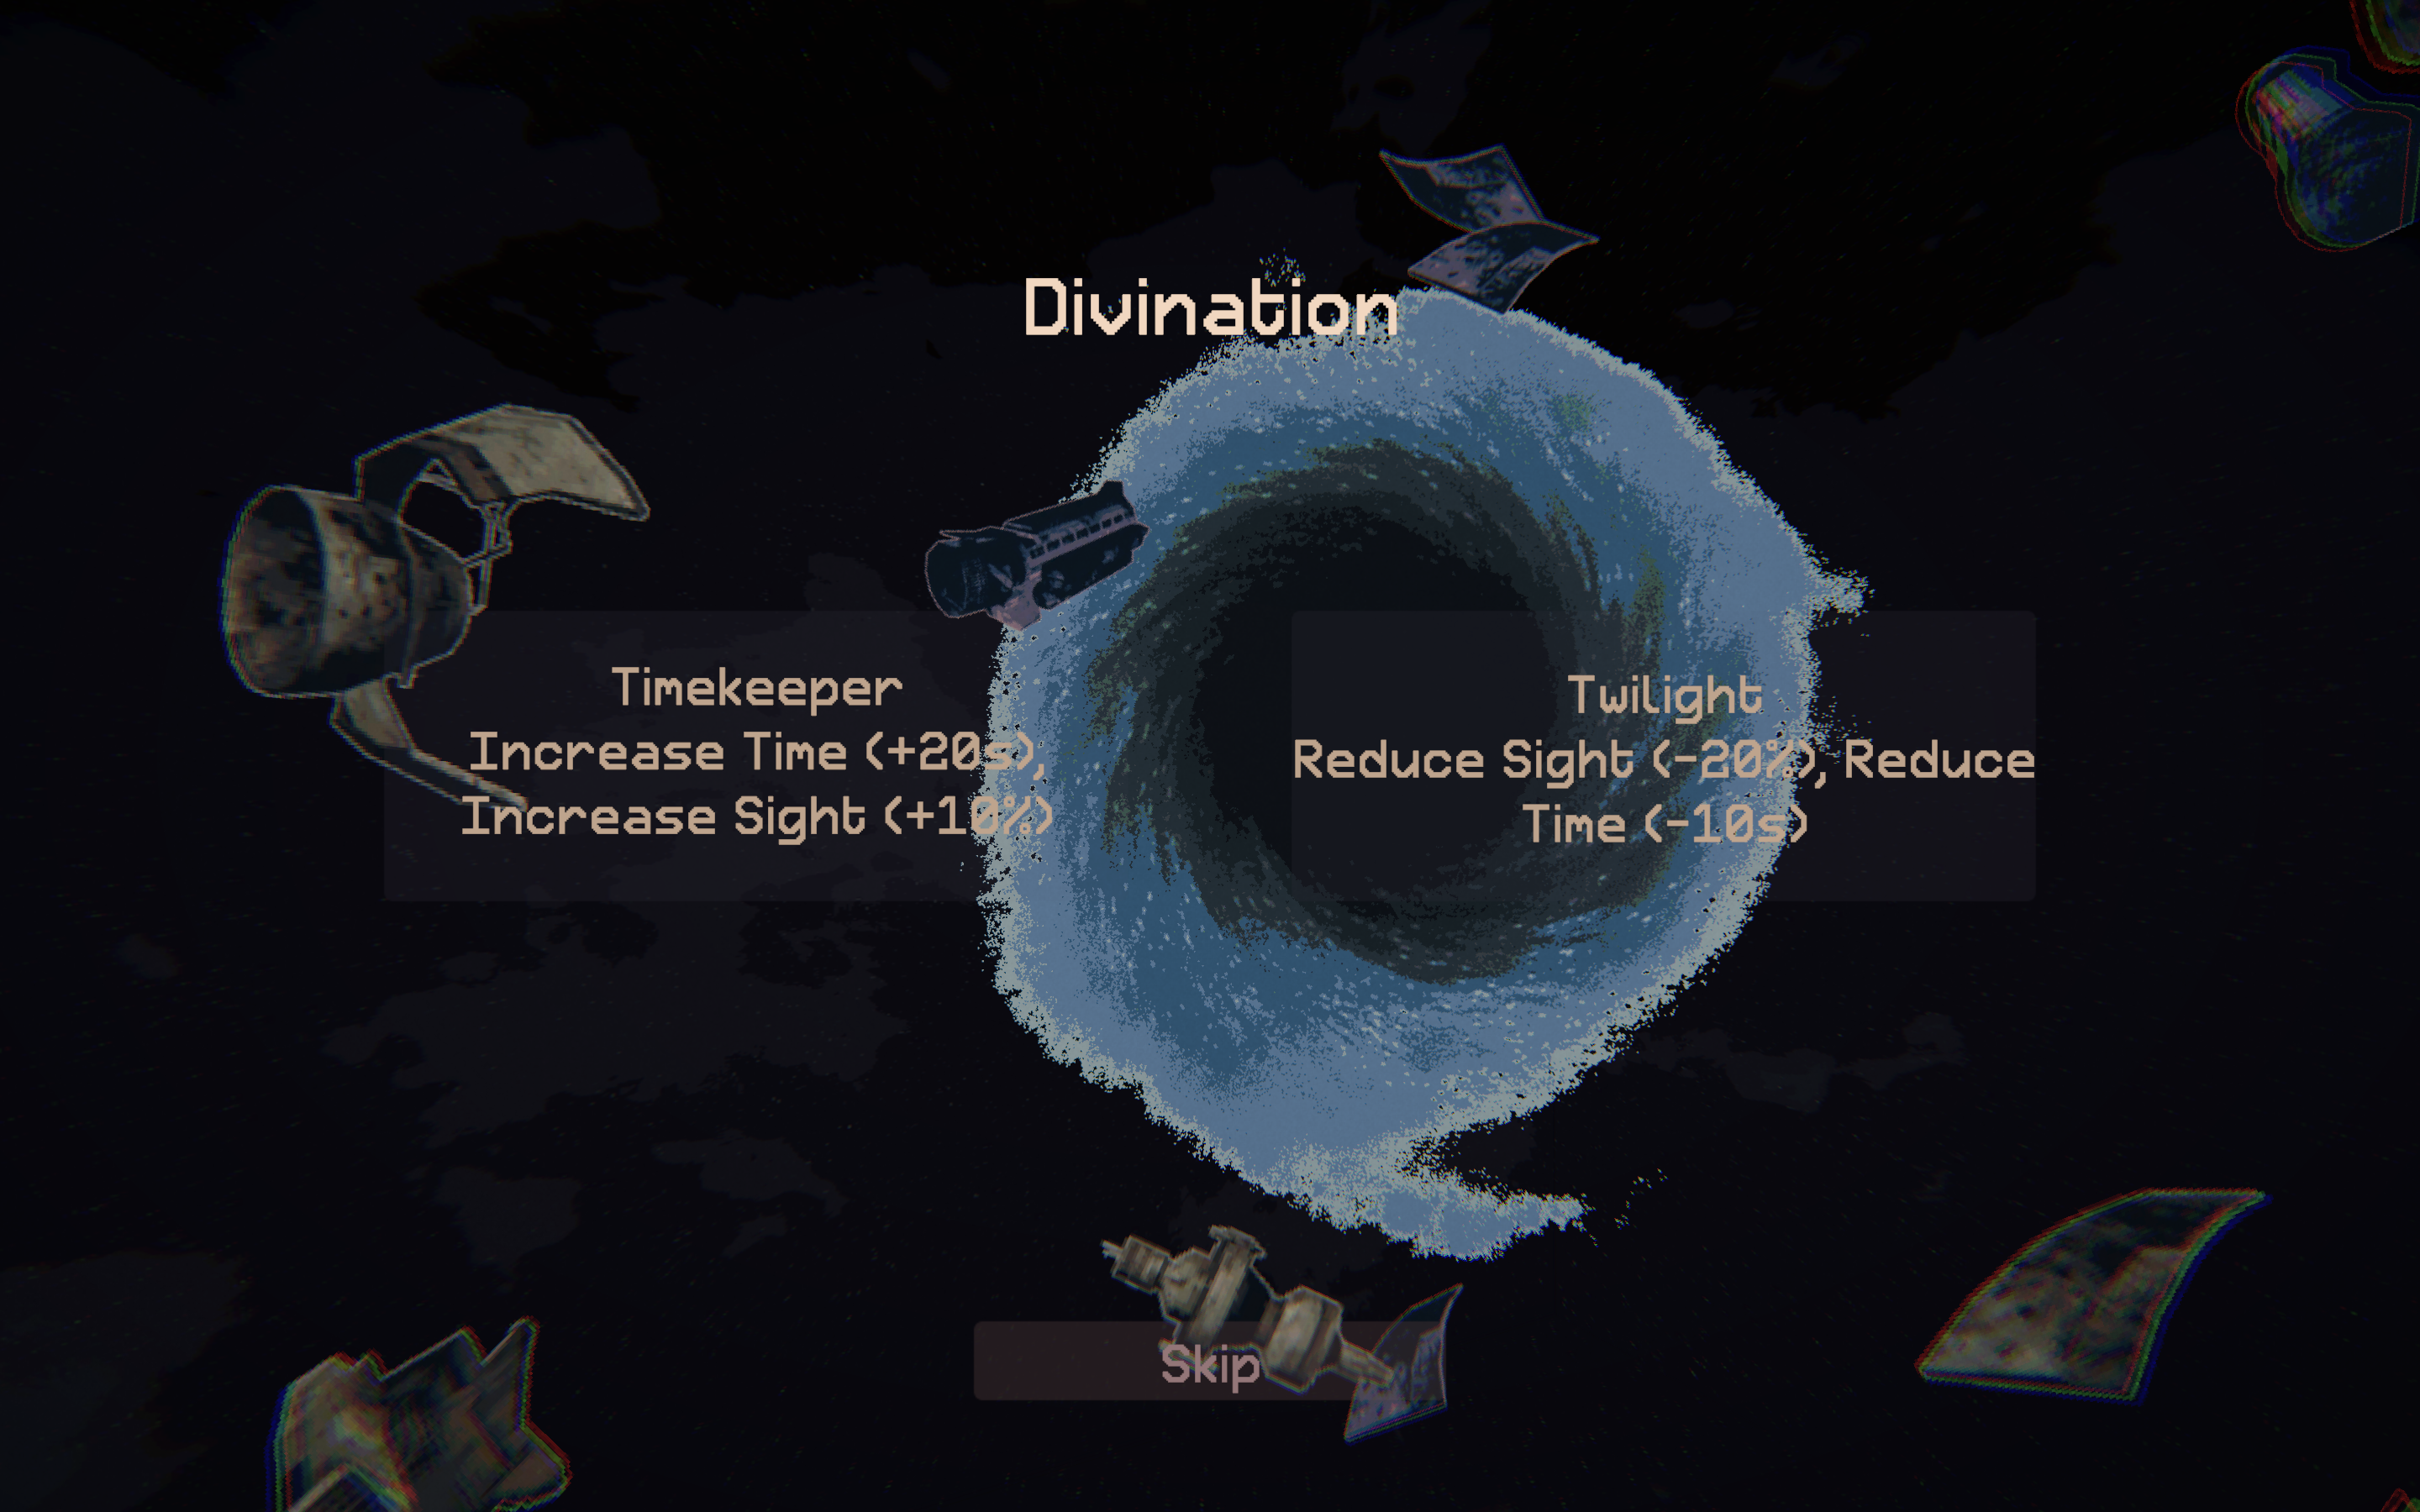 Divination
Timekeeper
Increase Time (+20s),
Increase Sight (+10%)
Twilight
Reduce Sight (-20%), Reduce
Time (-10s)
Skip